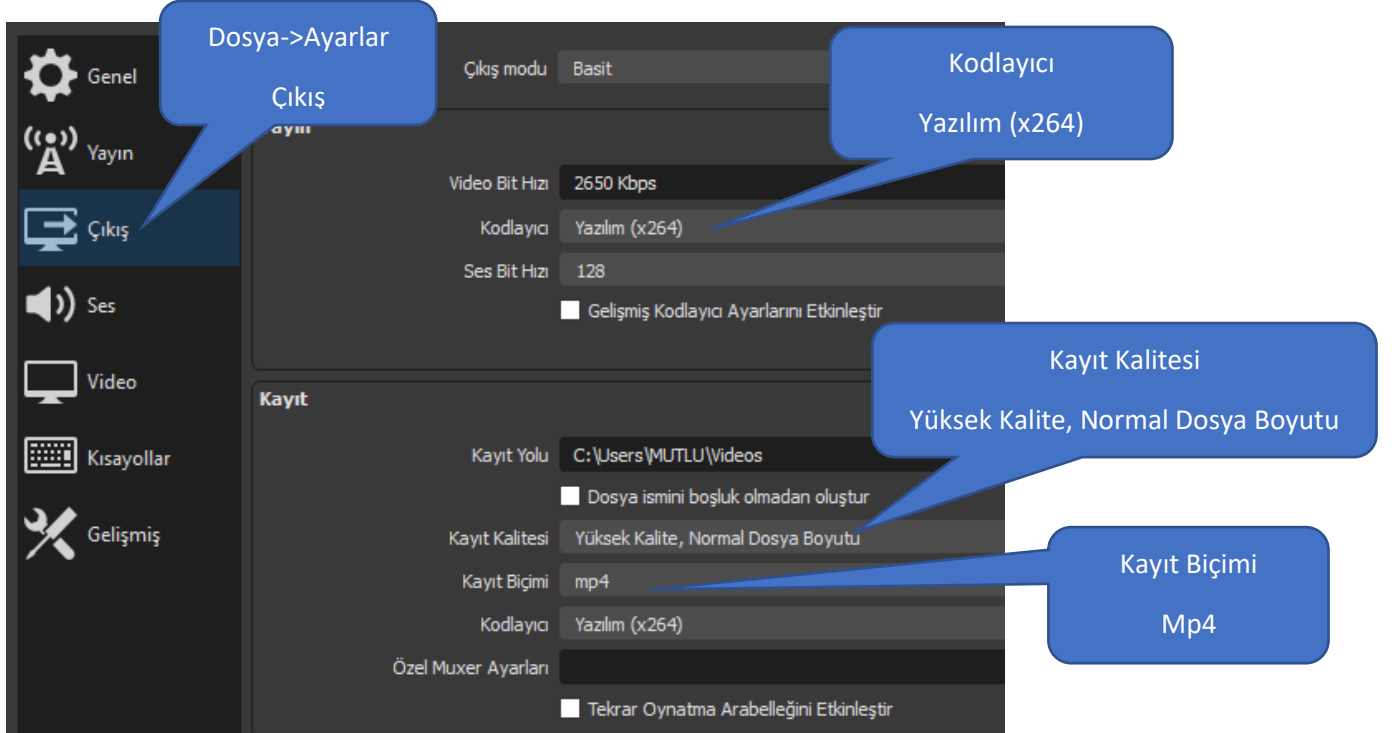 Dosya->Ayarlar
Çıkış
Kodlayıcı
Yazılım (x264)
Genel
Yayın
Çıkış
Ses
Video
Kısayollar
Gelişmiş
Çıkış modu Basit
Video Bit Hızı 2650 Kbps
Kodlayıcı Yazılım (x264)
Ses Bit Hızı 128
Gelişmiş Kodlayıcı Ayarlarını Etkinleştir
Kayıt Kalitesi
Yüksek Kalite, Normal Dosya Boyutu
Kayıt
Kayıt Yolu C:\Users\MUTLU\Videos
Dosya ismini boşluk olmadan oluştur
Kayıt Kalitesi Yüksek Kalite, Normal Dosya Boyutu
Kayıt Biçimi mp4
Kodlayıcı Yazılım (x264)
Özel Muxer Ayarları
Tekrar Oynatma Arabelleğini Etkinleştir
Kayıt Biçimi
Mp4